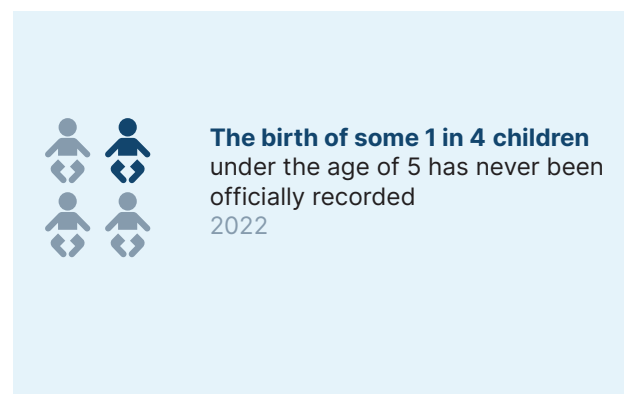 The birth of some 1 in 4 children
under the age of 5 has never been
officially recorded
2022